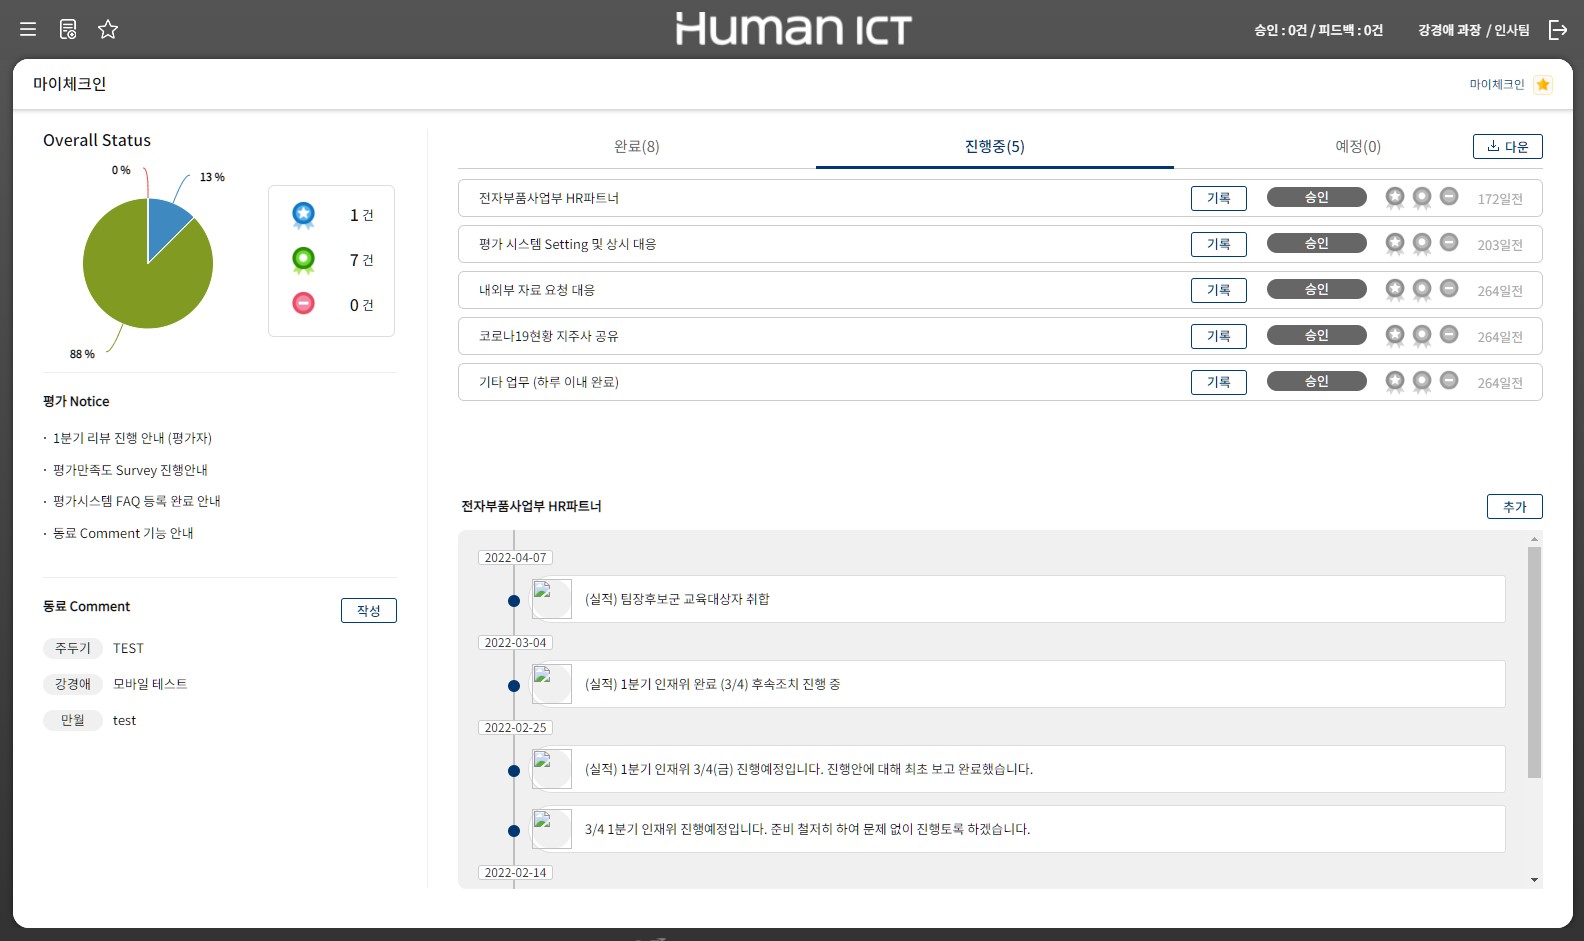 Human ICT
승인 : 0건 / 피드백 : 0건
강경애 과장 / 인사팀
마이체크인
마이체크인
Overall Status
0 %
13 %
88 %
1 건
7 건
0 건
평가 Notice
· 1분기 리뷰 진행 안내 (평가자)
· 평가만족도 Survey 진행안내
· 평가시스템 FAQ 등록 완료 안내
· 동료 Comment 기능 안내
동료 Comment
작성
주두기 TEST
강경애 모바일 테스트
만월 test
완료(8) 진행중(5) 예정(0) 다운
전자부품사업부 HR파트너 기록 승인 172일전
평가 시스템 Setting 및 상시 대응 기록 승인 203일전
내외부 자료 요청 대응 기록 승인 264일전
코로나19현황 지주사 공유 기록 승인 264일전
기타 업무 (하루 이내 완료) 기록 승인 264일전
전자부품사업부 HR파트너
추가
2022-04-07
(실적) 팀장후보군 교육대상자 취합
2022-03-04
(실적) 1분기 인재위 완료 (3/4) 후속조치 진행 중
2022-02-25
(실적) 1분기 인재위 3/4(금) 진행예정입니다. 진행안에 대해 최초 보고 완료했습니다.
3/4 1분기 인재위 진행예정입니다. 준비 철저히 하여 문제 없이 진행토록 하겠습니다.
2022-02-14